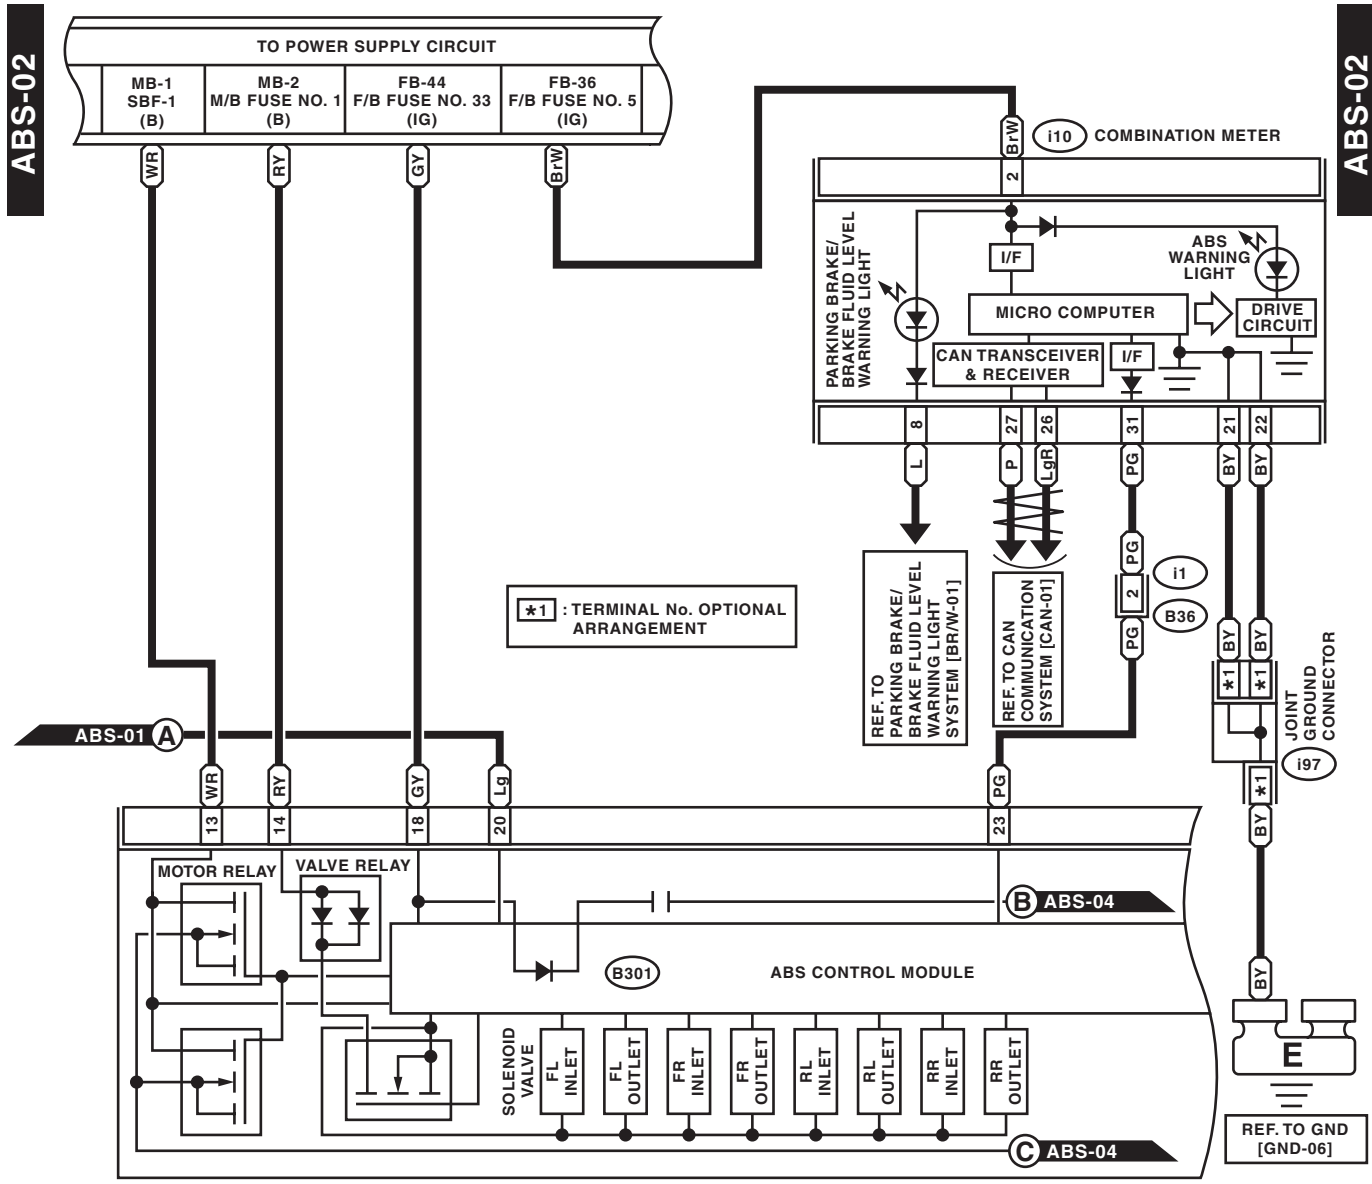 ABS-02
ABS-02
TO POWER SUPPLY CIRCUIT
MB-1
SBF-1
(B)
MB-2
M/B FUSE NO. 1
(B)
FB-44
F/B FUSE NO. 33
(IG)
FB-36
F/B FUSE NO. 5
(IG)
WR
RY
GY
BrW
BrW
i10
COMBINATION METER
2
PARKING BRAKE/
BRAKE FLUID LEVEL
WARNING LIGHT
I/F
ABS
WARNING
LIGHT
MICRO COMPUTER
DRIVE
CIRCUIT
CAN TRANSCEIVER
& RECEIVER
I/F
8
27
26
31
21
22
L
P
LgR
PG
BY
BY
REF. TO
PARKING BRAKE/
BRAKE FLUID LEVEL
WARNING LIGHT
SYSTEM [BR/W-01]
REF. TO CAN
COMMUNICATION
SYSTEM [CAN-01]
PG
2
PG
i1
B36
BY
BY
*1
*1
JOINT
GROUND
CONNECTOR
i97
*1
BY
*1 : TERMINAL No. OPTIONAL
ARRANGEMENT
ABS-01 A
WR
RY
GY
Lg
PG
13
14
18
20
23
MOTOR RELAY
VALVE RELAY
B ABS-04
B301
ABS CONTROL MODULE
SOLENOID
VALVE
FL
INLET
FL
OUTLET
FR
INLET
FR
OUTLET
RL
INLET
RL
OUTLET
RR
INLET
RR
OUTLET
C ABS-04
BY
E
REF. TO GND
[GND-06]